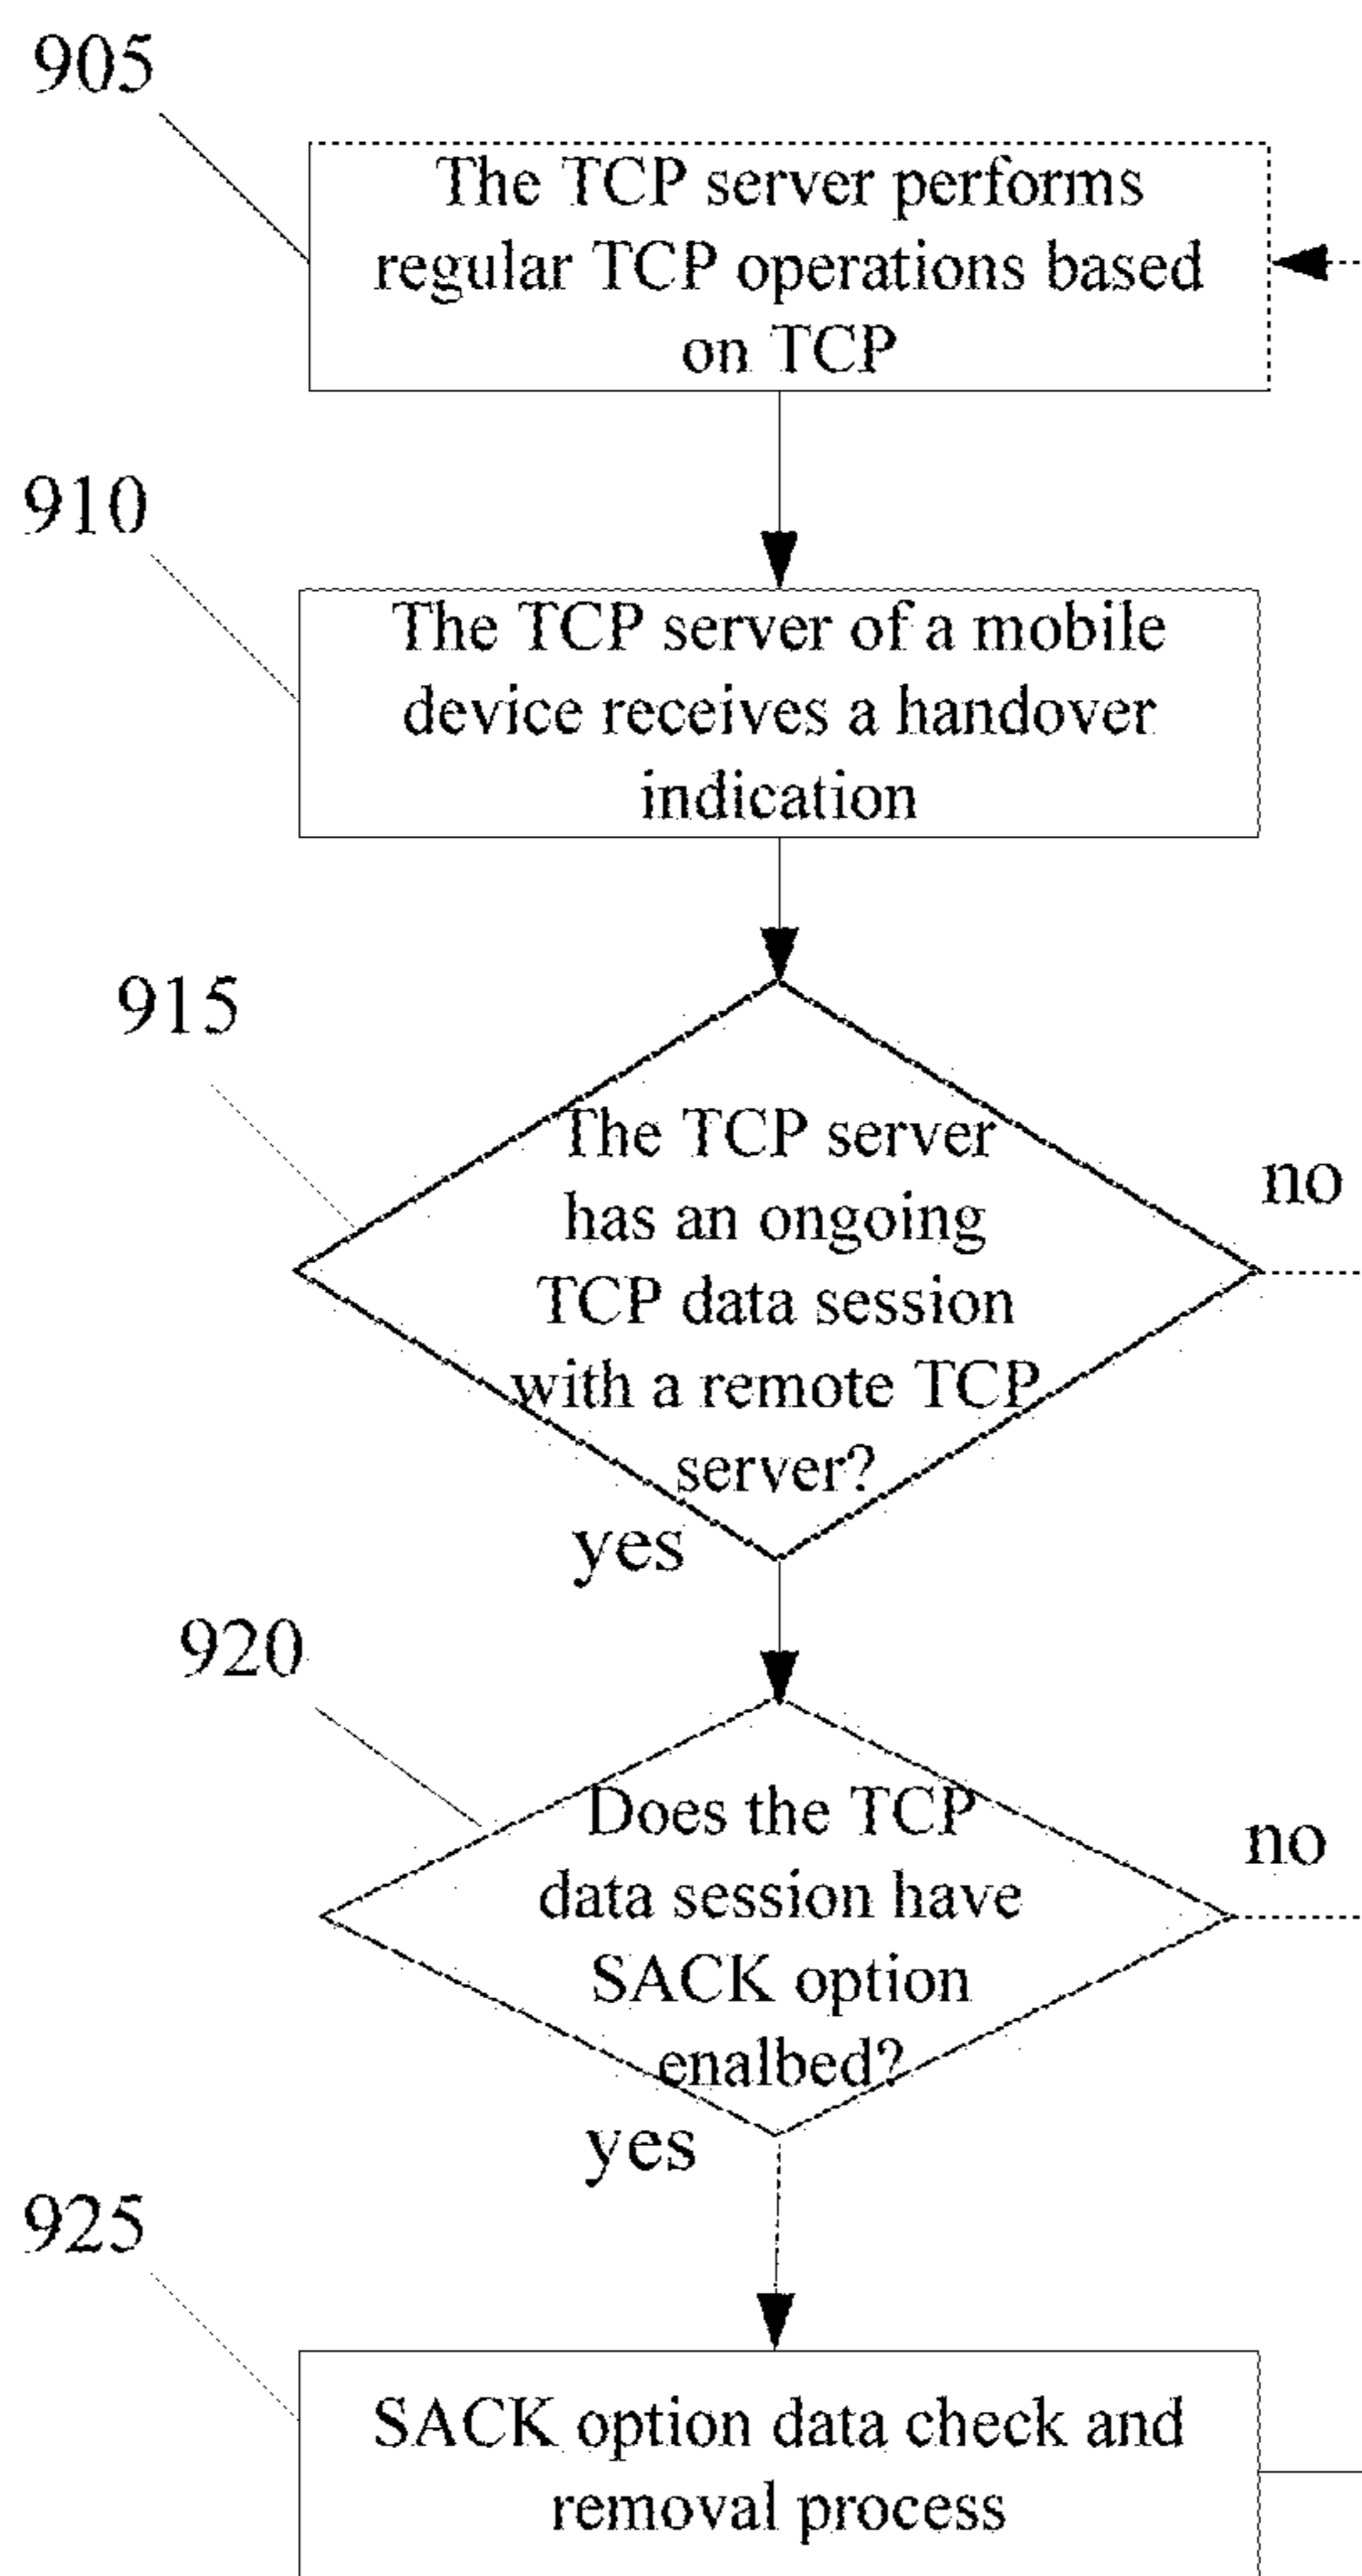 905
The TCP server performs
regular TCP operations based
on TCP
910
The TCP server of a mobile
device receives a handover
indication
915
The TCP server
has an ongoing
TCP data session
with a remote TCP
server?
no
yes
920
Does the TCP
data session have
SACK option
enalbed?
no
yes
925
SACK option data check and
removal process